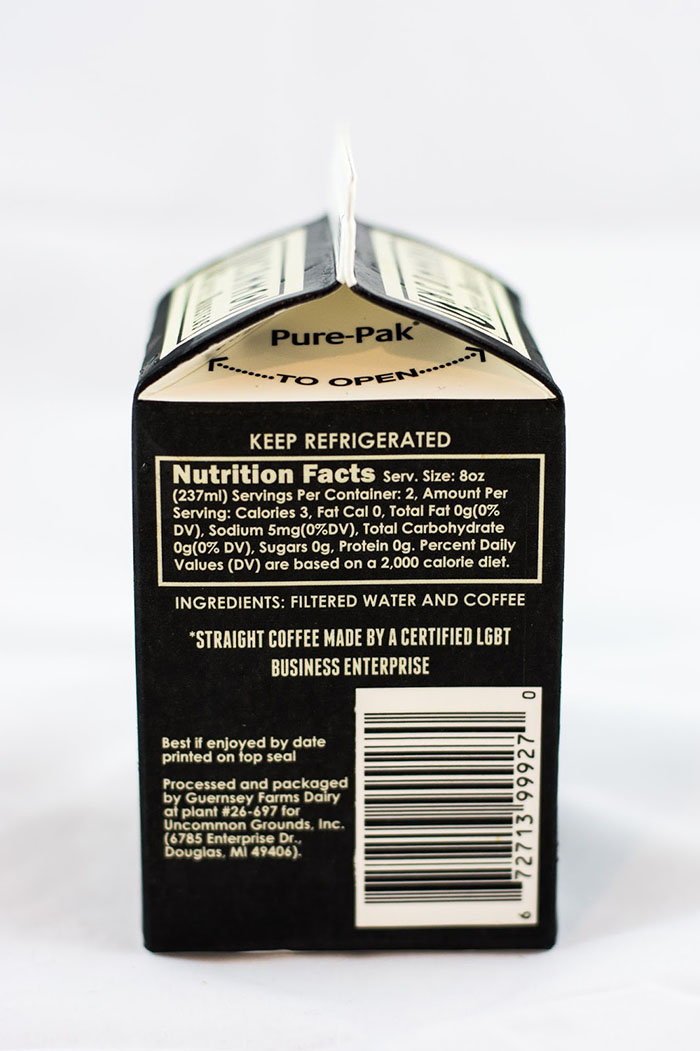 Pure-Pak®
TO OPEN
KEEP REFRIGERATED
Nutrition Facts Serv. Size: 8oz
(237ml) Servings Per Container: 2, Amount Per
Serving: Calories 3, Fat Cal 0, Total Fat 0g(0%
DV), Sodium 5mg(0%DV), Total Carbohydrate
0g(0% DV), Sugars 0g, Protein 0g. Percent Daily
Values (DV) are based on a 2,000 calorie diet.
INGREDIENTS: FILTERED WATER AND COFFEE
*STRAIGHT COFFEE MADE BY A CERTIFIED LGBT
BUSINESS ENTERPRISE
Best if enjoyed by date
printed on top seal
Processed and packaged
by Guernsey Farms Dairy
at plant #26-697 for
Uncommon Grounds, Inc.
(6785 Enterprise Dr.,
Douglas, MI 49406).
6 72713 99927 0